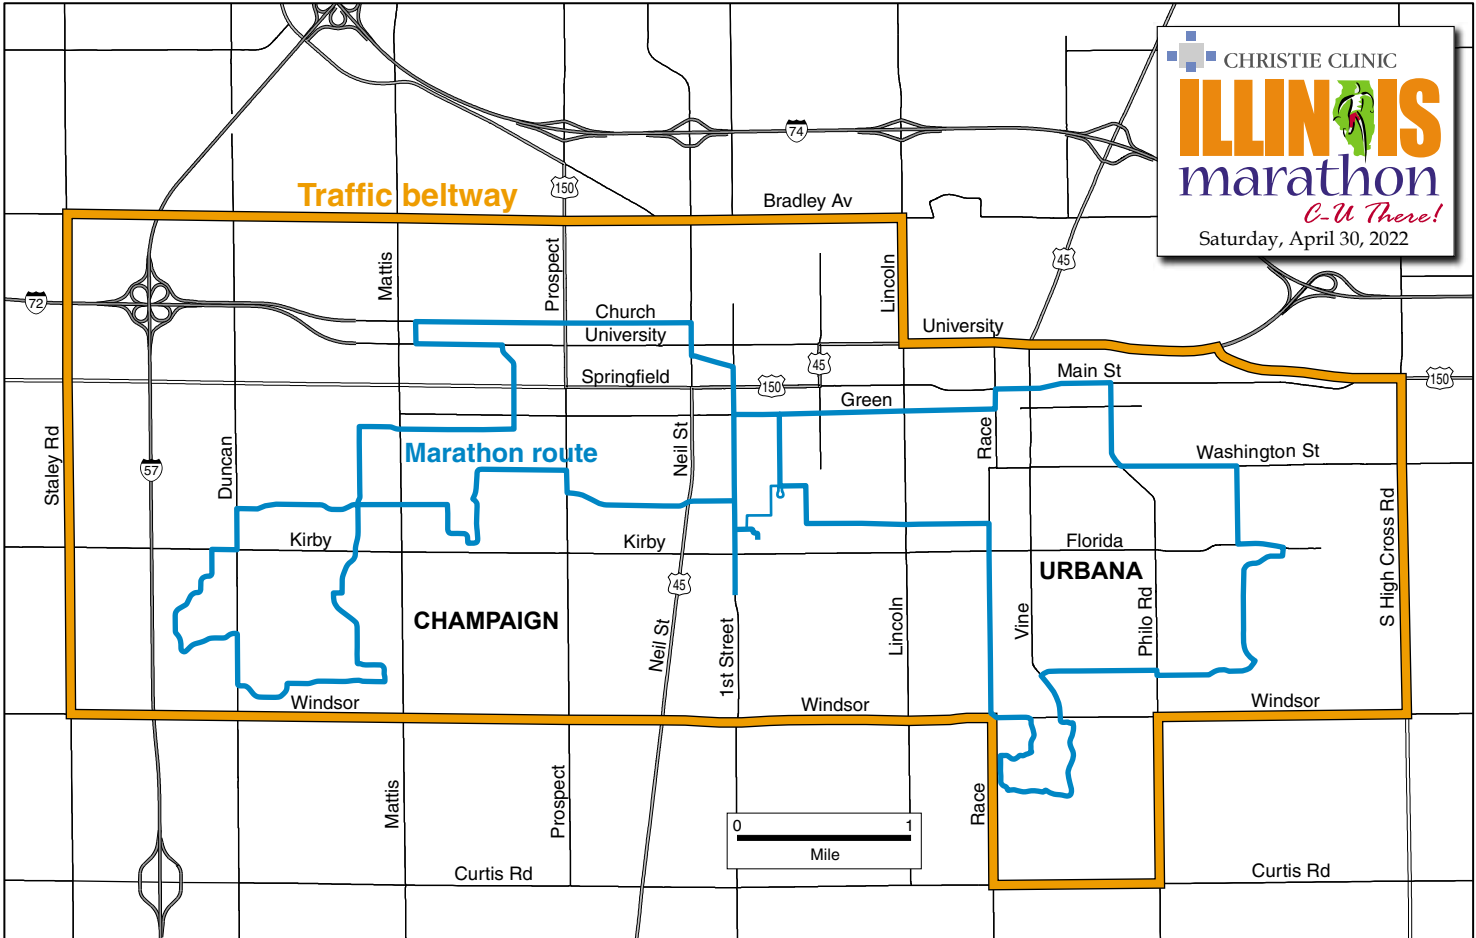 CHRISTIE CLINIC
ILLINOIS
marathon
C-U There!
Saturday, April 30, 2022
74
150
Traffic beltway
Bradley Av
Mattis
Prospect
Lincoln
45
72
Church
University
University
45
Springfield
150
Main St
150
Green
Neil St
Race
Marathon route
Washington St
Staley Rd
57
Duncan
S High Cross Rd
Kirby
Kirby
Florida
URBANA
45
CHAMPAIGN
Neil St
1st Street
Lincoln
Vine
Philo Rd
Windsor
Windsor
Windsor
Mattis
Prospect
Race
0 1
Mile
Curtis Rd
Curtis Rd